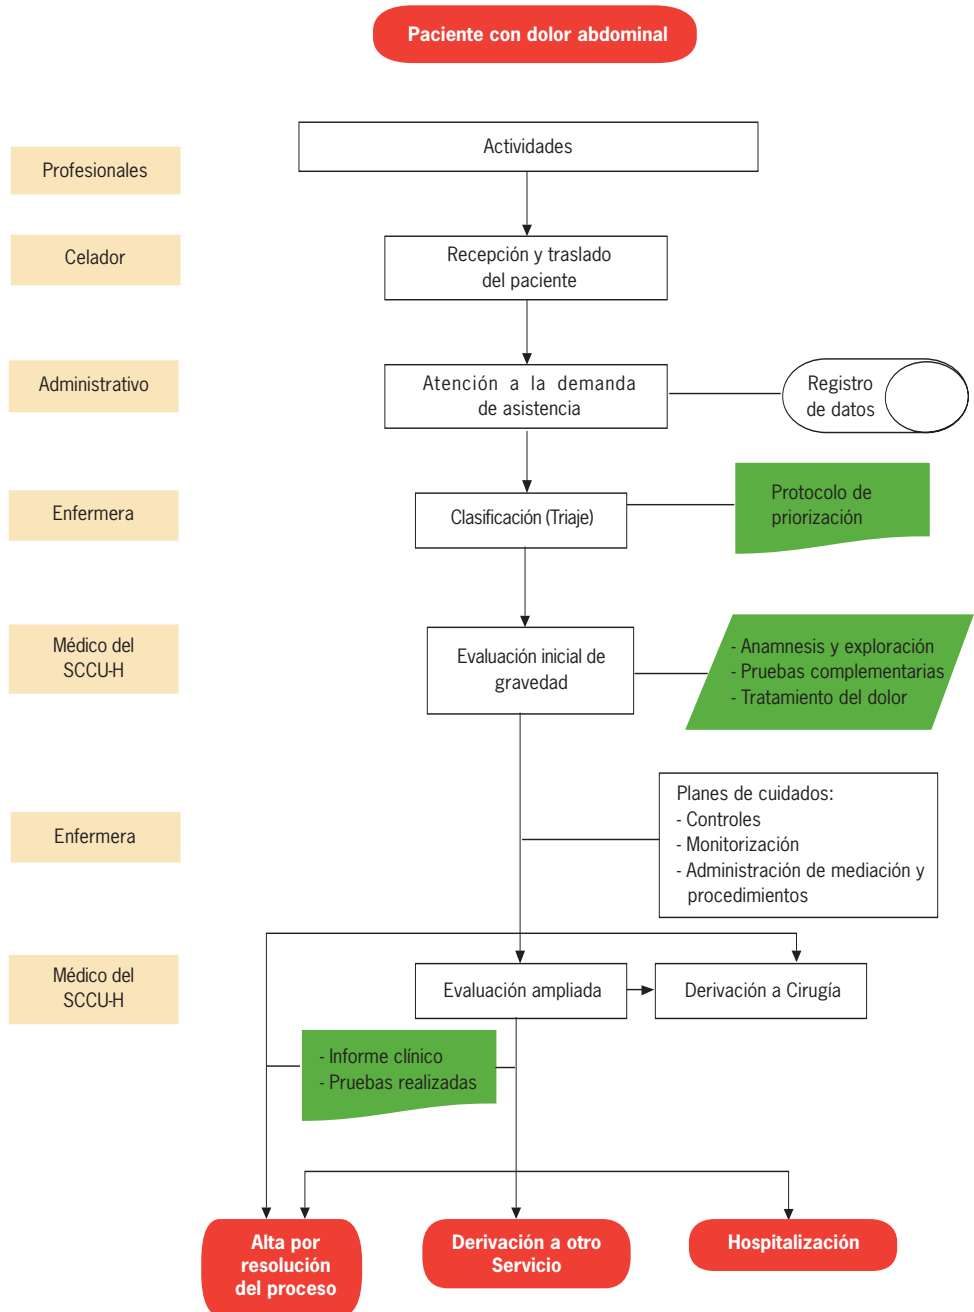 Paciente con dolor abdominal
Actividades
Profesionales
Celador
Recepción y traslado
del paciente
Administrativo
Atención a la demanda
de asistencia
Registro
de datos
Enfermera
Clasificación (Triaje)
Protocolo de
priorización
Médico del
SCCU-H
Evaluación inicial de
gravedad
- Anamnesis y exploración
- Pruebas complementarias
- Tratamiento del dolor
Enfermera
Planes de cuidados:
- Controles
- Monitorización
- Administración de mediación y
procedimientos
Médico del
SCCU-H
Evaluación ampliada
Derivación a Cirugía
- Informe clínico
- Pruebas realizadas
Alta por
resolución
del proceso
Derivación a otro
Servicio
Hospitalización